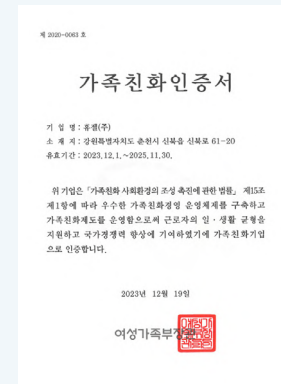 제 2020-0063 호
가족친화인증서
기 업 명 : 휴젤(주)
소 재 지 : 강원특별자치도 춘천시 신북읍 신북로 61-20
유효기간 : 2023.12.1.~2025.11.30.
위 기업은 「가족친화 사회환경의 조성 촉진에 관한 법률」 제15조
제1항에 따라 우수한 가족친화경영 운영체제를 구축하고
가족친화제도를 운영함으로써 근로자의 일 · 생활 균형을
지원하고 국가경쟁력 향상에 기여하였기에 가족친화기업
으로 인증합니다.
2023년 12월 19일
여성가족부장관